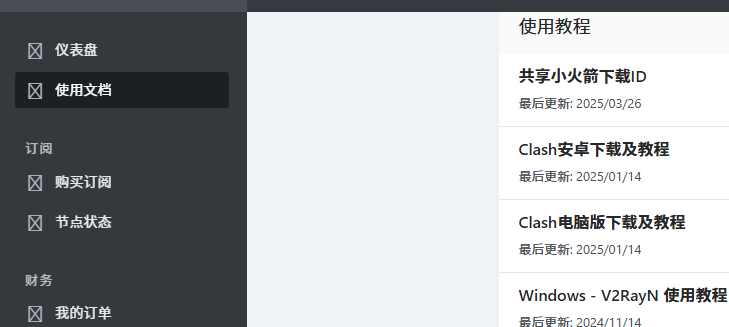 仪表盘
使用文档
订阅
购买订阅
节点状态
财务
我的订单
使用教程
共享小火箭下载ID
最后更新: 2025/03/26
Clash安卓下载及教程
最后更新: 2025/01/14
Clash电脑版下载及教程
最后更新: 2025/01/14
Windows - V2RayN 使用教程
最后更新: 2024/11/14